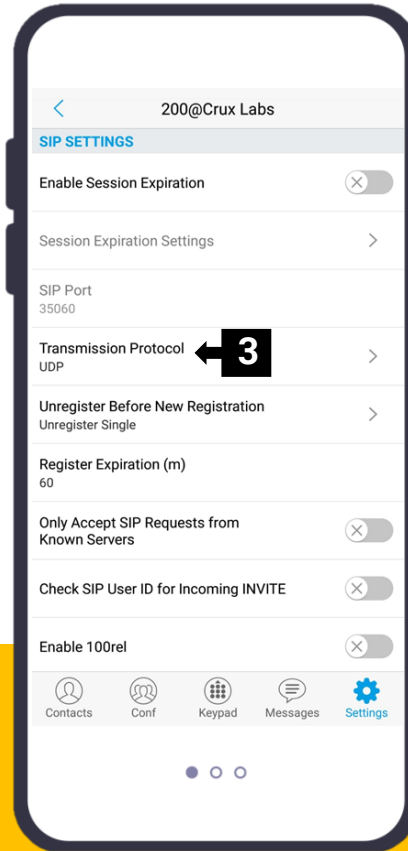 200@Crux Labs
SIP SETTINGS
Enable Session Expiration
Session Expiration Settings
SIP Port
35060
Transmission Protocol
3
UDP
Unregister Before New Registration
Unregister Single
Register Expiration (m)
60
Only Accept SIP Requests from
Known Servers
Check SIP User ID for Incoming INVITE
Enable 100rel
Contacts Conf Keypad Messages Settings